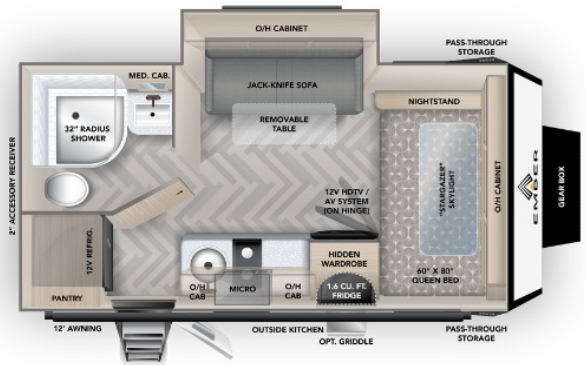 O/H CABINET
PASS-THROUGH
STORAGE
MED. CAB.
JACK-KNIFE SOFA
NIGHTSTAND
32" RADIUS
SHOWER
REMOVABLE
TABLE
2" ACCESSORY RECEIVER
"STARGAZER"
SKYLIGHT
O/H CABINET
EMBER
GEAR BOX
12V HDTV /
AV SYSTEM
(ON HINGE)
12V REFRIG.
HIDDEN
WARDROBE
60" X 80"
QUEEN BED
O/H
CAB
MICRO
O/H
CAB
1.6 CU. FT.
FRIDGE
PANTRY
12' AWNING
OUTSIDE KITCHEN
OPT. GRIDDLE
PASS-THROUGH
STORAGE